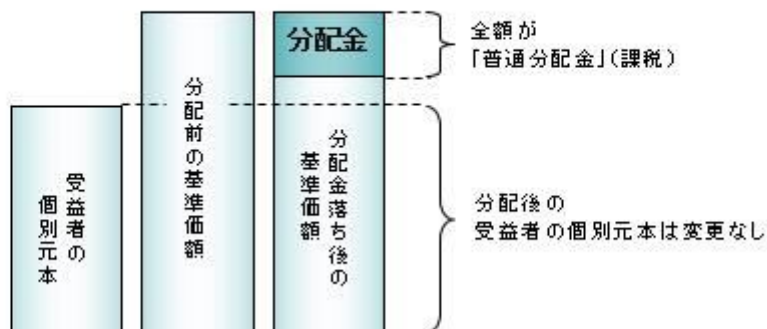 分配金
全額が
「普通分配金」(課税)
受益者の
個別元本
分配前の基準価額
分配金落ち後の
基準価額
分配後の
受益者の個別元本は変更なし